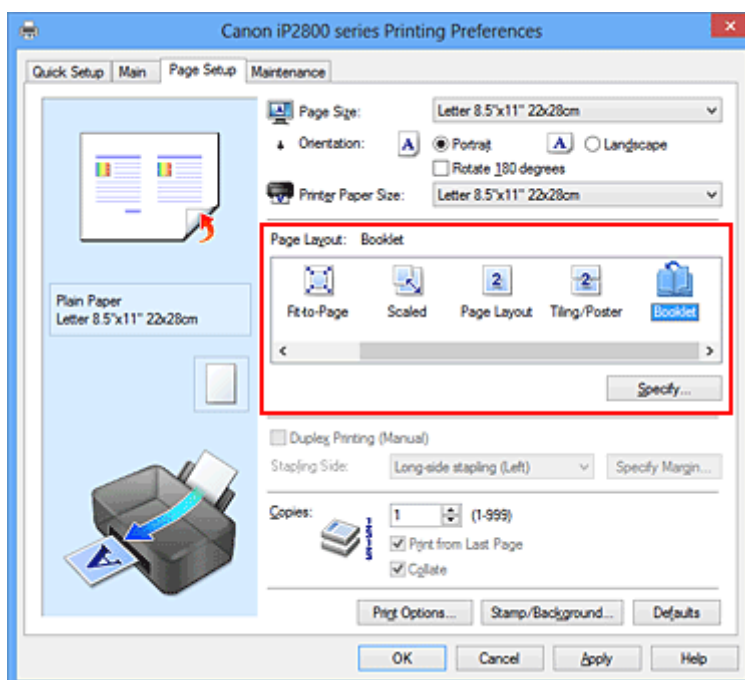 Canon iP2800 series Printing Preferences
Quick Setup Main Page Setup Maintenance
Page Size: Letter 8.5"x11" 22x28cm
Orientation: A Portrait A Landscape
Rotate 180 degrees
Printer Paper Size: Letter 8.5"x11" 22x28cm
Page Layout: Booklet
Fit-to-Page Scaled Page Layout Tiling/Poster Booklet
Specify...
Plain Paper
Letter 8.5"x11" 22x28cm
Duplex Printing (Manual)
Stapling Side: Long-side stapling (Left) Specify Margin...
Copies: 1 (1-999)
Print from Last Page
Collate
Print Options... Stamp/Background... Defaults
OK Cancel Apply Help